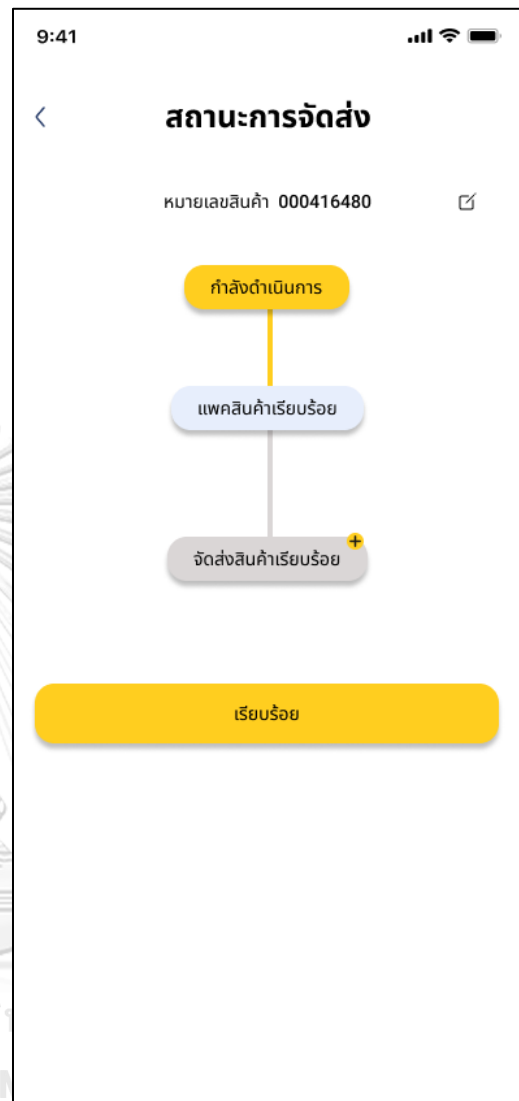 9:41
สถานะการจัดส่ง
หมายเลขสินค้า 000416480
กำลังดำเนินการ
แพคสินค้าเรียบร้อย
จัดส่งสินค้าเรียบร้อย
เรียบร้อย